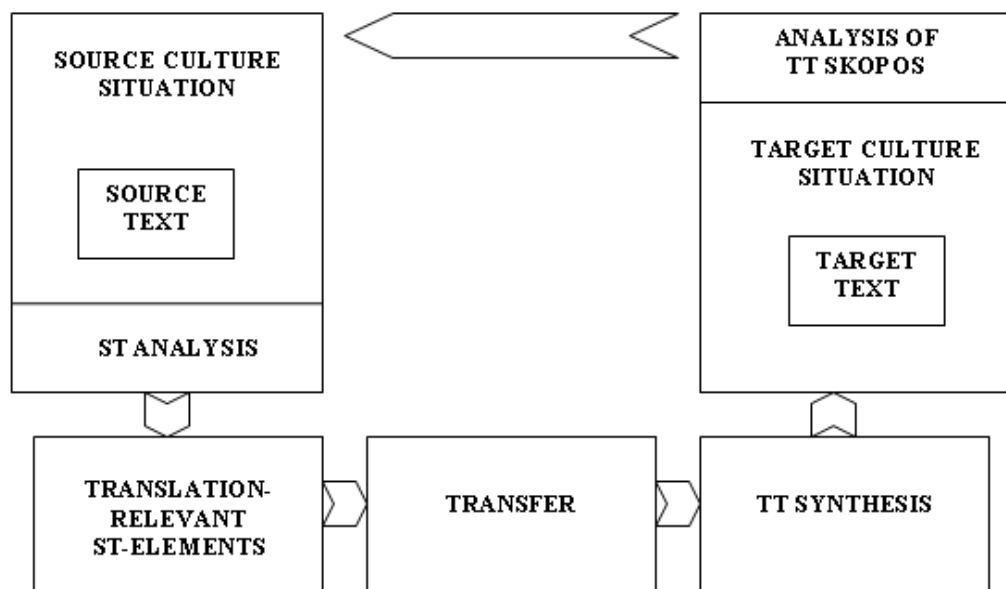 SOURCE CULTURE
SITUATION
SOURCE
TEXT
ST ANALYSIS
ANALYSIS OF
TT SKOPOS
TARGET CULTURE
SITUATION
TARGET
TEXT
TRANSLATION-
RELEVANT
ST-ELEMENTS
TRANSFER
TT SYNTHESIS